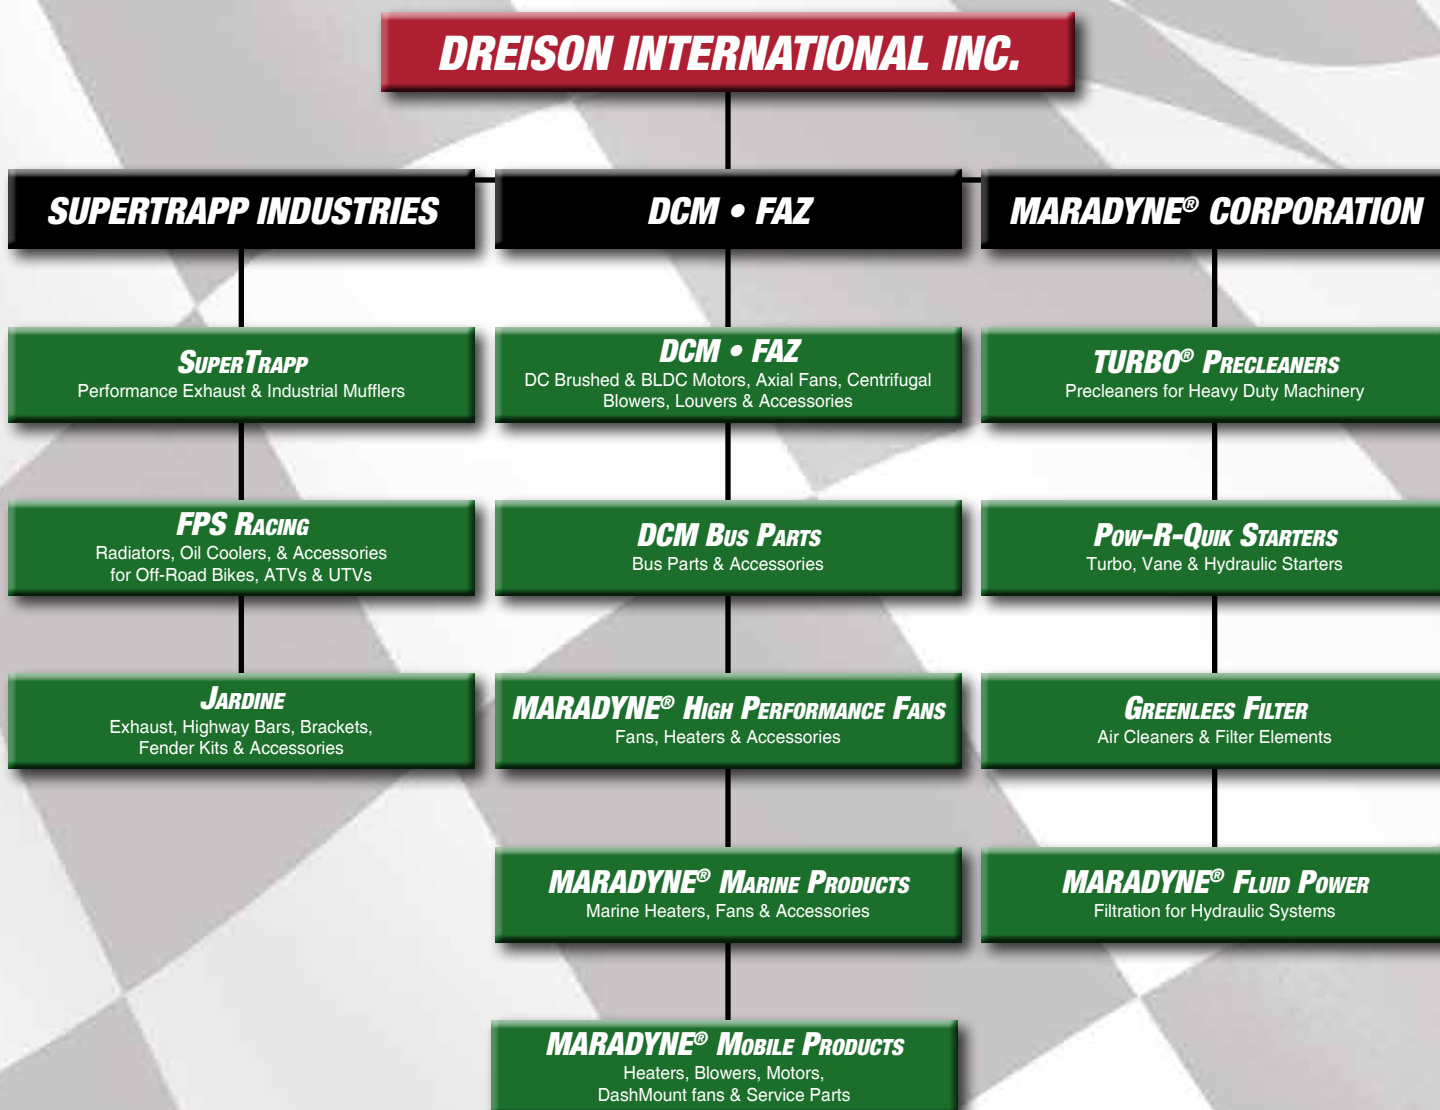 DREISON INTERNATIONAL INC.
SUPERTRAPP INDUSTRIES
DCM • FAZ
MARADYNE® CORPORATION
SUPERTRAPP
Performance Exhaust & Industrial Mufflers
DCM • FAZ
DC Brushed & BLDC Motors, Axial Fans, Centrifugal
Blowers, Louvers & Accessories
TURBO® PRECLEANERS
Precleaners for Heavy Duty Machinery
FPS RACING
Radiators, Oil Coolers, & Accessories
for Off-Road Bikes, ATVs & UTVs
DCM BUS PARTS
Bus Parts & Accessories
POW-R-QUIK STARTERS
Turbo, Vane & Hydraulic Starters
JARDINE
Exhaust, Highway Bars, Brackets,
Fender Kits & Accessories
MARADYNE® HIGH PERFORMANCE FANS
Fans, Heaters & Accessories
GREENLEES FILTER
Air Cleaners & Filter Elements
MARADYNE® MARINE PRODUCTS
Marine Heaters, Fans & Accessories
MARADYNE® FLUID POWER
Filtration for Hydraulic Systems
MARADYNE® MOBILE PRODUCTS
Heaters, Blowers, Motors,
DashMount fans & Service Parts